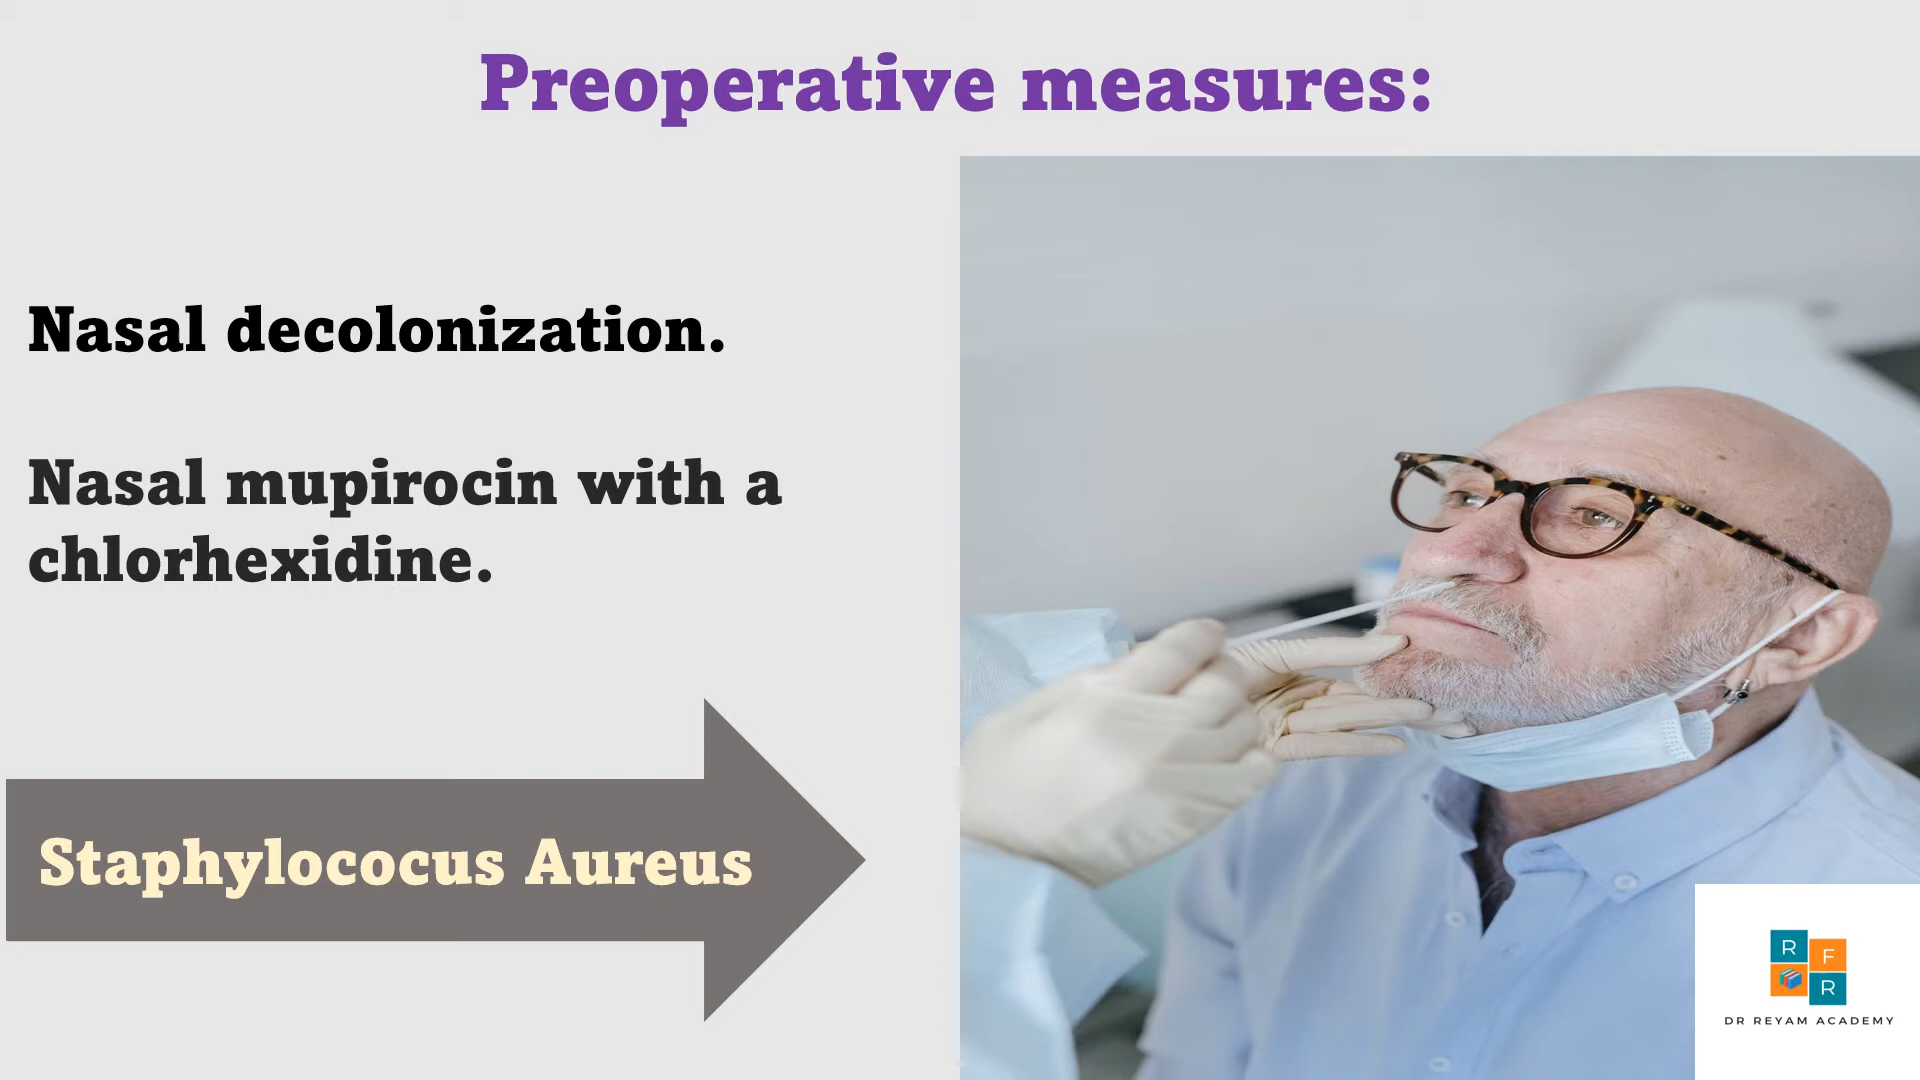 Preoperative measures:
Nasal decolonization.
Nasal mupirocin with a
chlorhexidine.
Staphylococus Aureus
R
F
R
DR REYAM ACADEMY